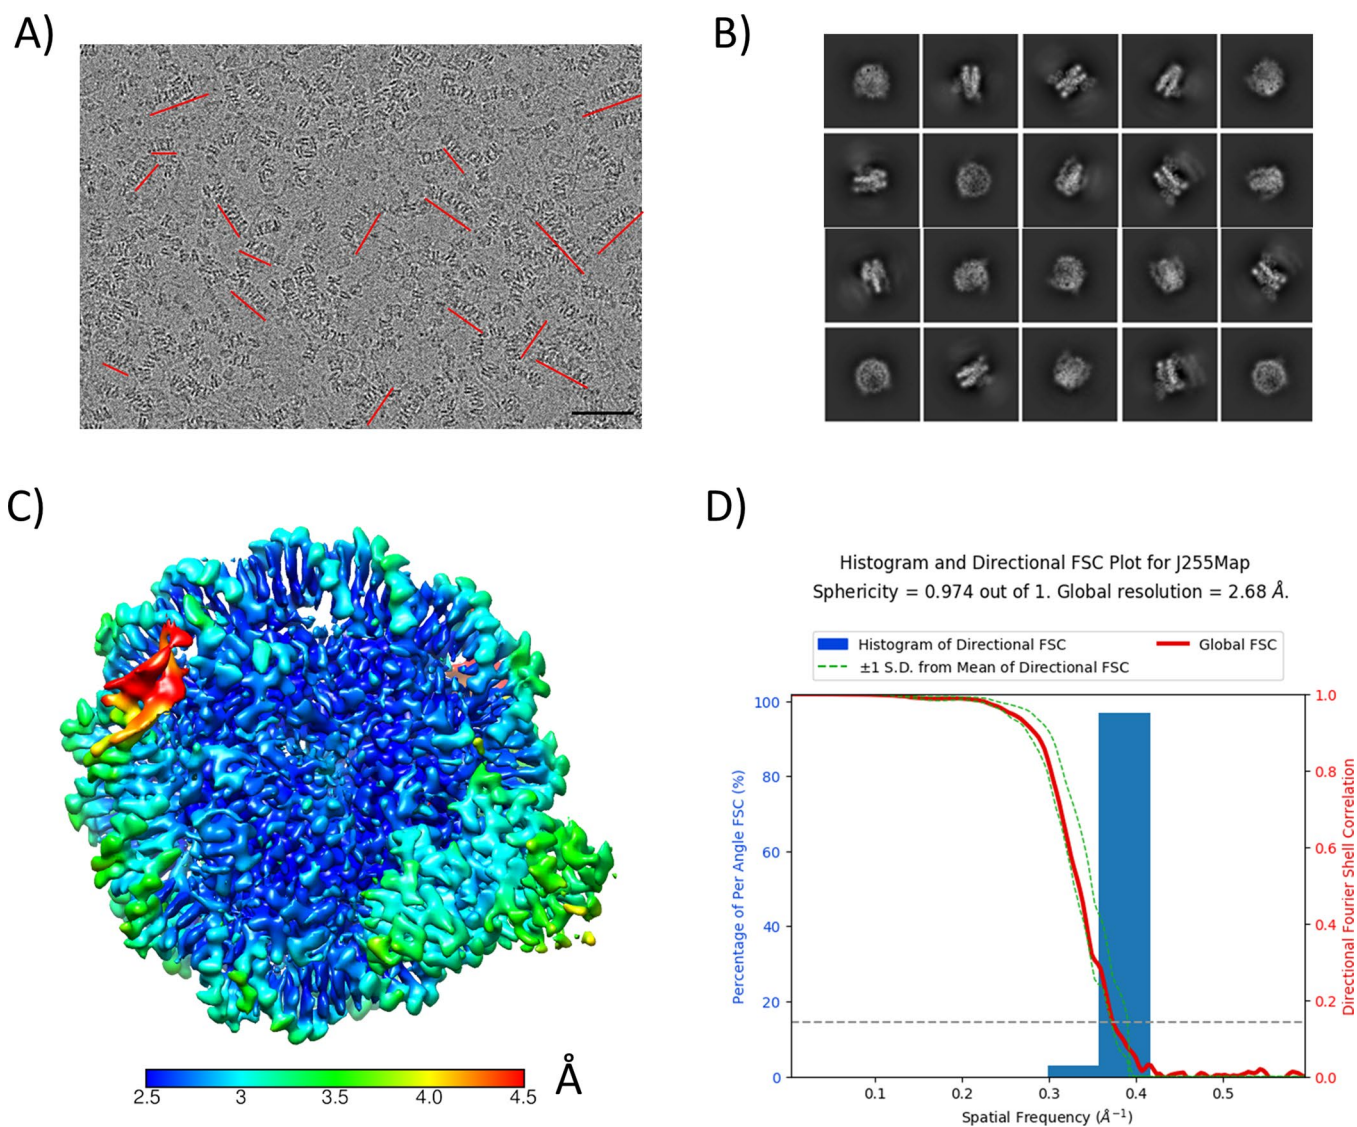 A)
B)
C)
2.5 3 3.5 4.0 4.5 Å
D)
Histogram and Directional FSC Plot for J255Map
Sphericity = 0.974 out of 1. Global resolution = 2.68 Å.
Histogram of Directional FSC
Global FSC
±1 S.D. from Mean of Directional FSC
Percentage of Per Angle FSC (%)
100
80
60
40
20
0
1.0
0.8
0.6
0.4
0.2
0.0
Directional Fourier Shell Correlation
0.1 0.2 0.3 0.4 0.5
Spatial Frequency (Å⁻¹)